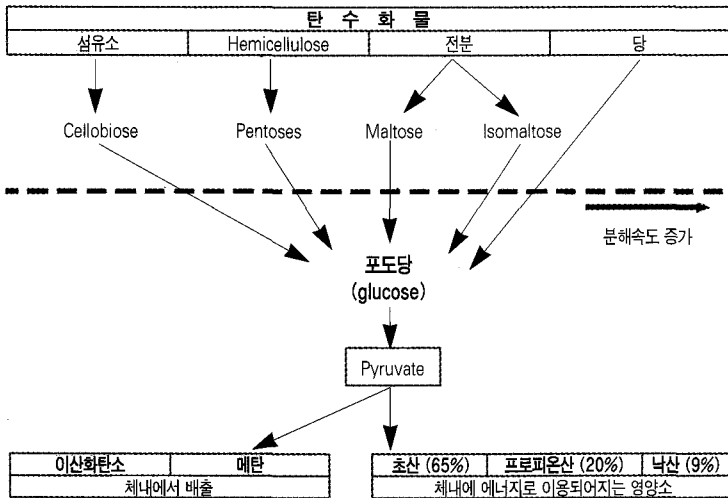 탄 수 화 물
섬유소 Hemicellulose 전분 당
Cellobiose Pentoses Maltose Isomaltose
분해속도 증가
포도당
(glucose)
Pyruvate
이산화탄소 메탄 초산 (65%) 프로피온산 (20%) 낙산 (9%)
체내에서 배출 체내에 에너지로 이용되어지는 영양소